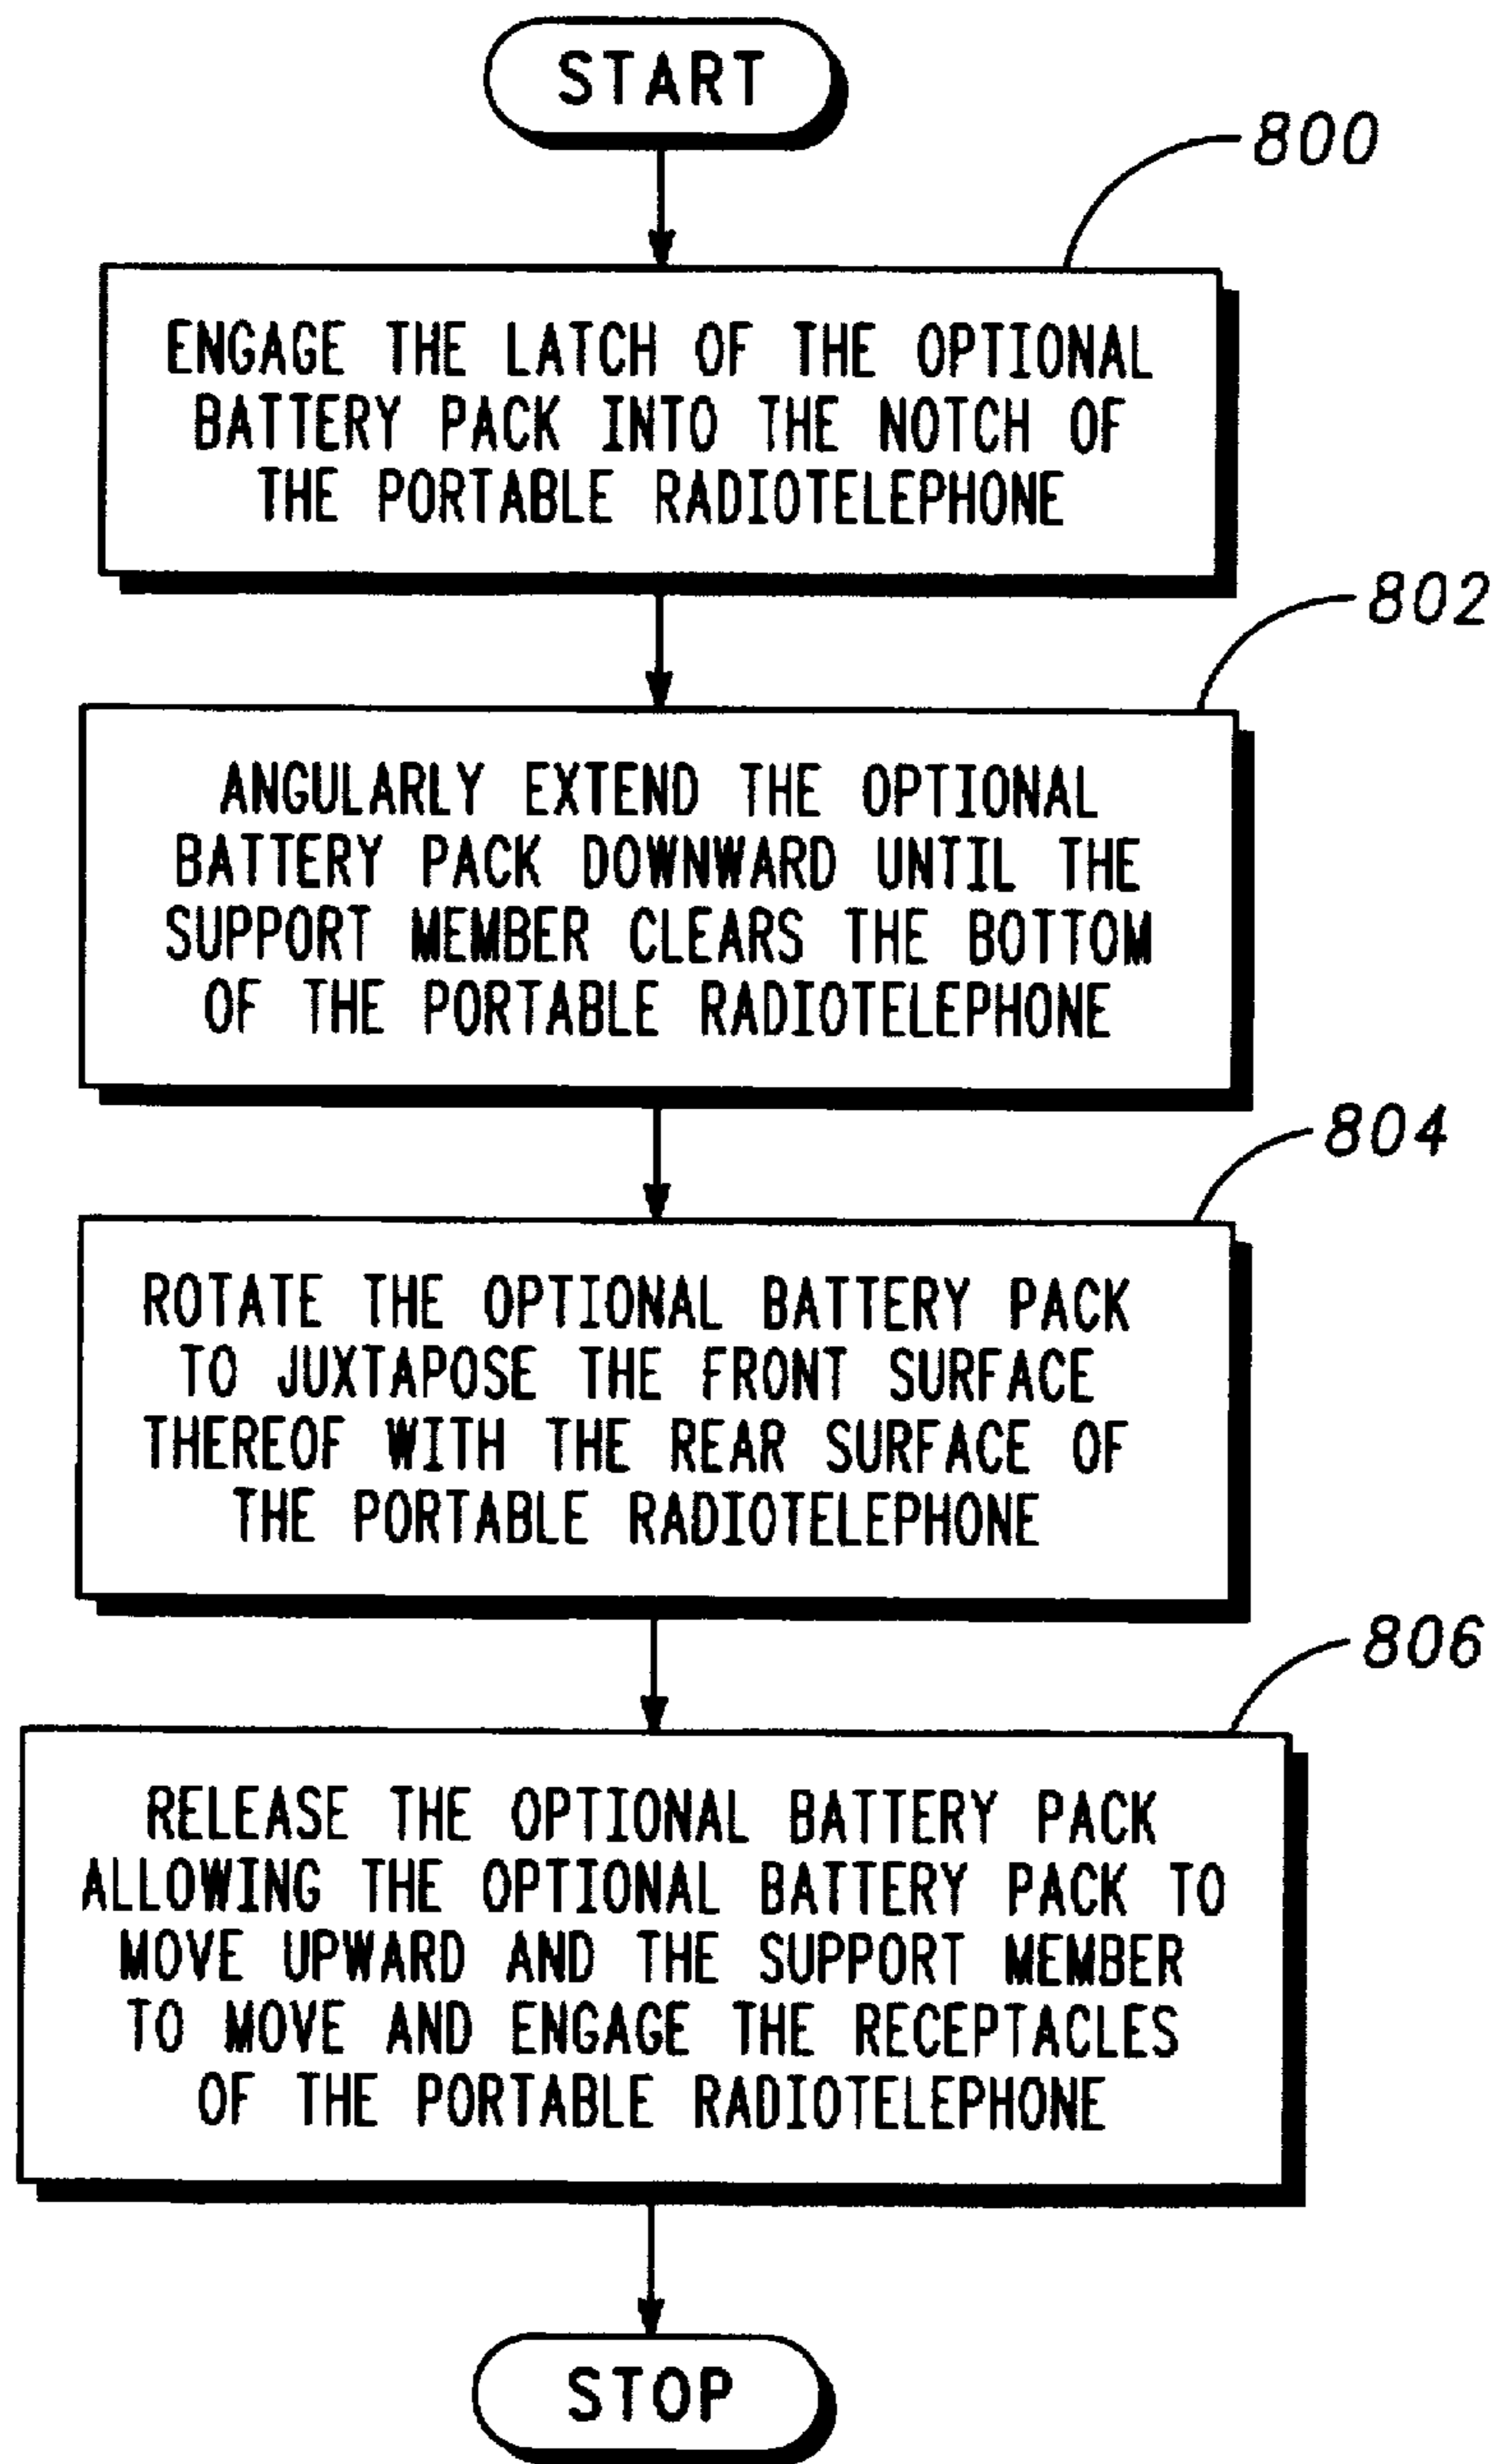 START
800
ENGAGE THE LATCH OF THE OPTIONAL
BATTERY PACK INTO THE NOTCH OF
THE PORTABLE RADIOTELEPHONE
802
ANGULARLY EXTEND THE OPTIONAL
BATTERY PACK DOWNWARD UNTIL THE
SUPPORT MEMBER CLEARS THE BOTTOM
OF THE PORTABLE RADIOTELEPHONE
804
ROTATE THE OPTIONAL BATTERY PACK
TO JUXTAPOSE THE FRONT SURFACE
THEREOF WITH THE REAR SURFACE OF
THE PORTABLE RADIOTELEPHONE
806
RELEASE THE OPTIONAL BATTERY PACK
ALLOWING THE OPTIONAL BATTERY PACK TO
MOVE UPWARD AND THE SUPPORT MEMBER
TO MOVE AND ENGAGE THE RECEPTACLES
OF THE PORTABLE RADIOTELEPHONE
STOP